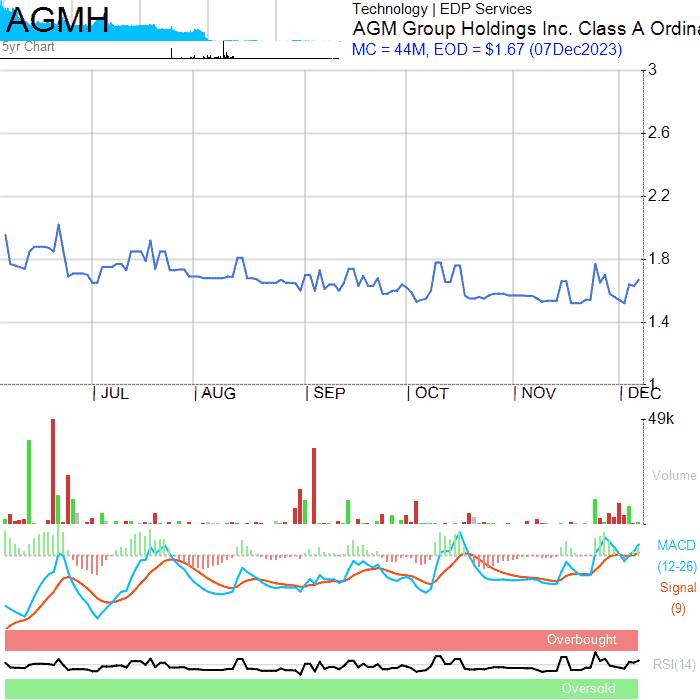 AGMH
5yr Chart
Technology | EDP Services
AGM Group Holdings Inc. Class A Ordina
MC = 44M, EOD = $1.67 (07Dec2023)
3
2.6
2.2
1.8
1.4
1
JUL
AUG
SEP
OCT
NOV
DEC
49k
Volume
MACD
(12-26)
Signal
(9)
Overbought
RSI(14)
Oversold